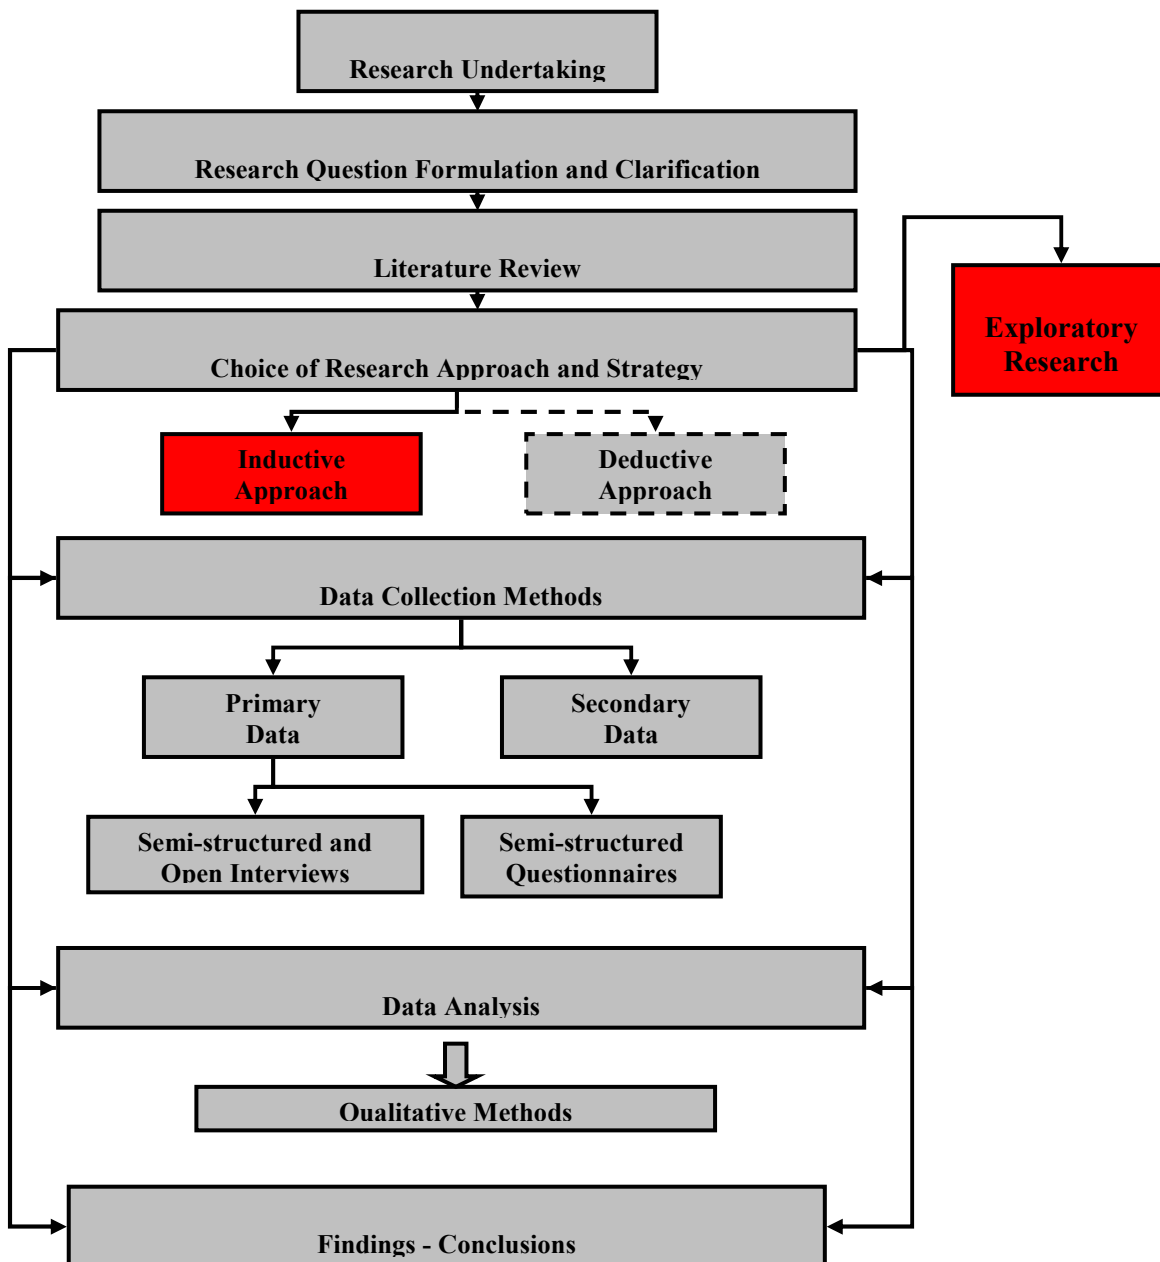 Research Undertaking
Research Question Formulation and Clarification
Literature Review
Exploratory
Research
Choice of Research Approach and Strategy
Inductive
Approach
Deductive
Approach
Data Collection Methods
Primary
Data
Secondary
Data
Semi-structured and
Open Interviews
Semi-structured
Questionnaires
Data Analysis
Qualitative Methods
Findings - Conclusions